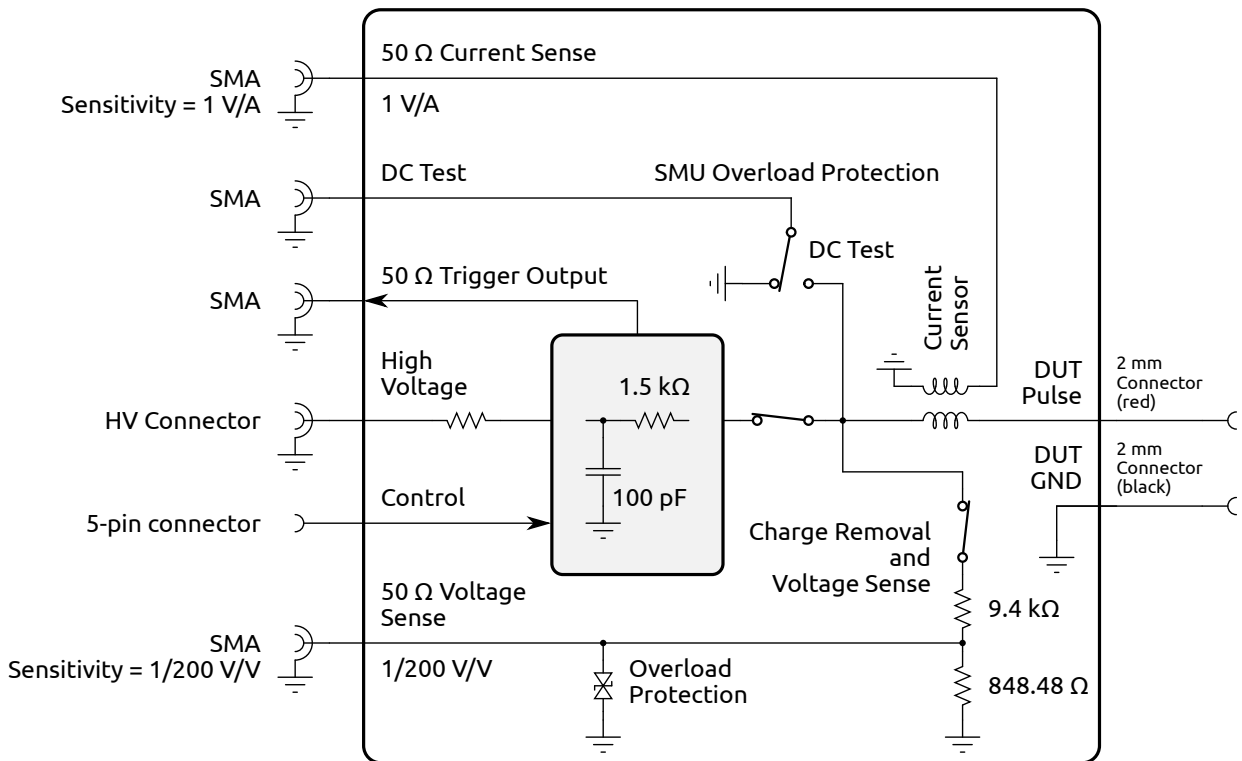 50 Ω Current Sense
SMA
Sensitivity = 1 V/A
1 V/A
DC Test
SMU Overload Protection
SMA
DC Test
50 Ω Trigger Output
SMA
Current
Sensor
High
Voltage
1.5 kΩ
DUT
Pulse
2 mm
Connector
(red)
HV Connector
2 mm
Connector
(black)
DUT
GND
100 pF
Control
5-pin connector
Charge Removal
and
Voltage Sense
50 Ω Voltage
Sense
9.4 kΩ
SMA
Sensitivity = 1/200 V/V
1/200 V/V
Overload
Protection
848.48 Ω